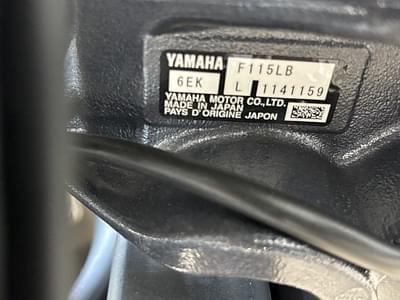 YAMAHA F115LB
6EK L 1141159
YAMAHA MOTOR CO.,LTD.
MADE IN JAPAN
PAYS D'ORIGINE JAPON